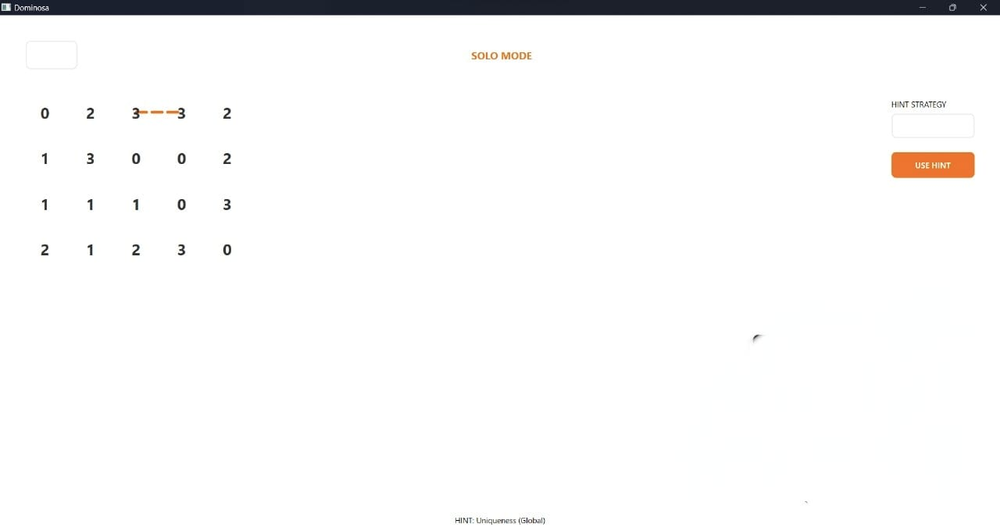 Dominosa
SOLO MODE
0 2 3 3 2
1 3 0 0 2
1 1 1 0 3
2 1 2 3 0
HINT STRATEGY
USE HINT
HINT: Uniqueness (Global)